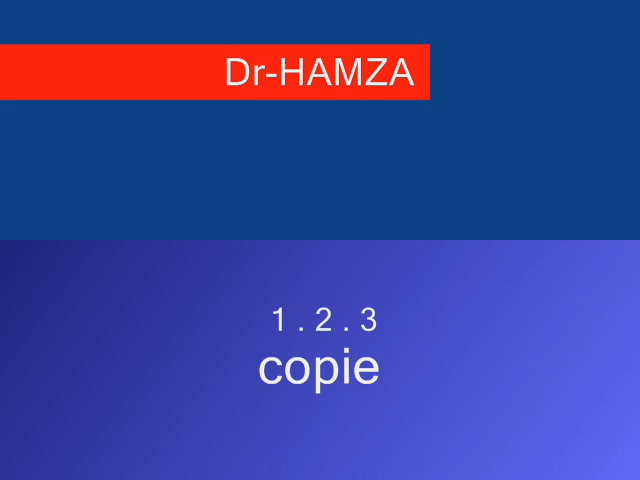 Dr-HAMZA
1 . 2 . 3
copie